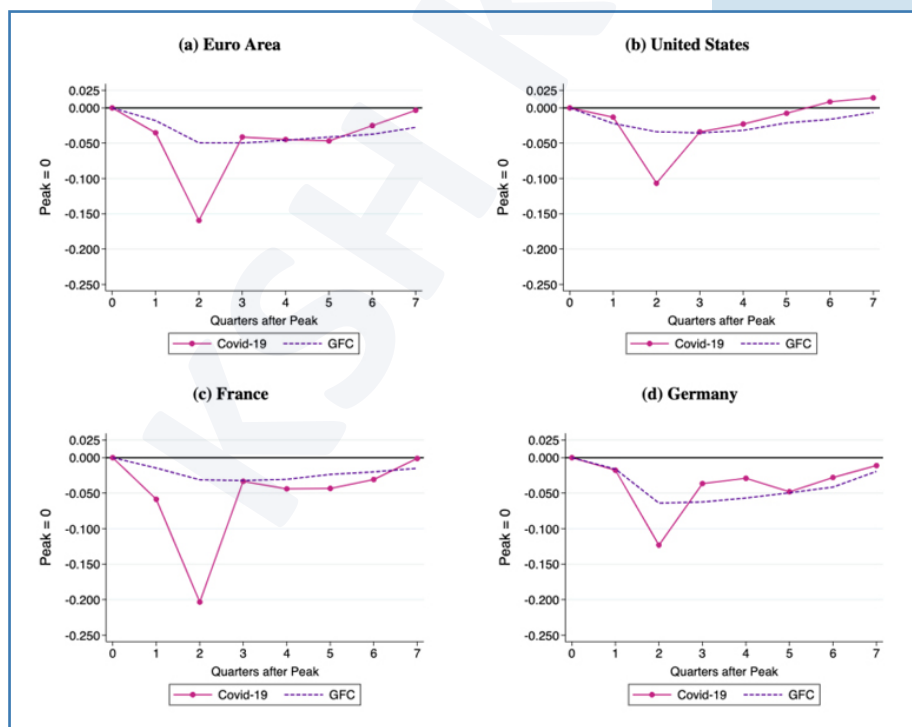 (a) Euro Area
0.025
0.000
-0.050
-0.100
-0.150
-0.200
-0.250
Peak = 0
0 1 2 3 4 5 6 7
Quarters after Peak
Covid-19 GFC
(b) United States
0.025
0.000
-0.050
-0.100
-0.150
-0.200
-0.250
Peak = 0
0 1 2 3 4 5 6 7
Quarters after Peak
Covid-19 GFC
(c) France
0.025
0.000
-0.050
-0.100
-0.150
-0.200
-0.250
Peak = 0
0 1 2 3 4 5 6 7
Quarters after Peak
Covid-19 GFC
(d) Germany
0.025
0.000
-0.050
-0.100
-0.150
-0.200
-0.250
Peak = 0
0 1 2 3 4 5 6 7
Quarters after Peak
Covid-19 GFC
KSH